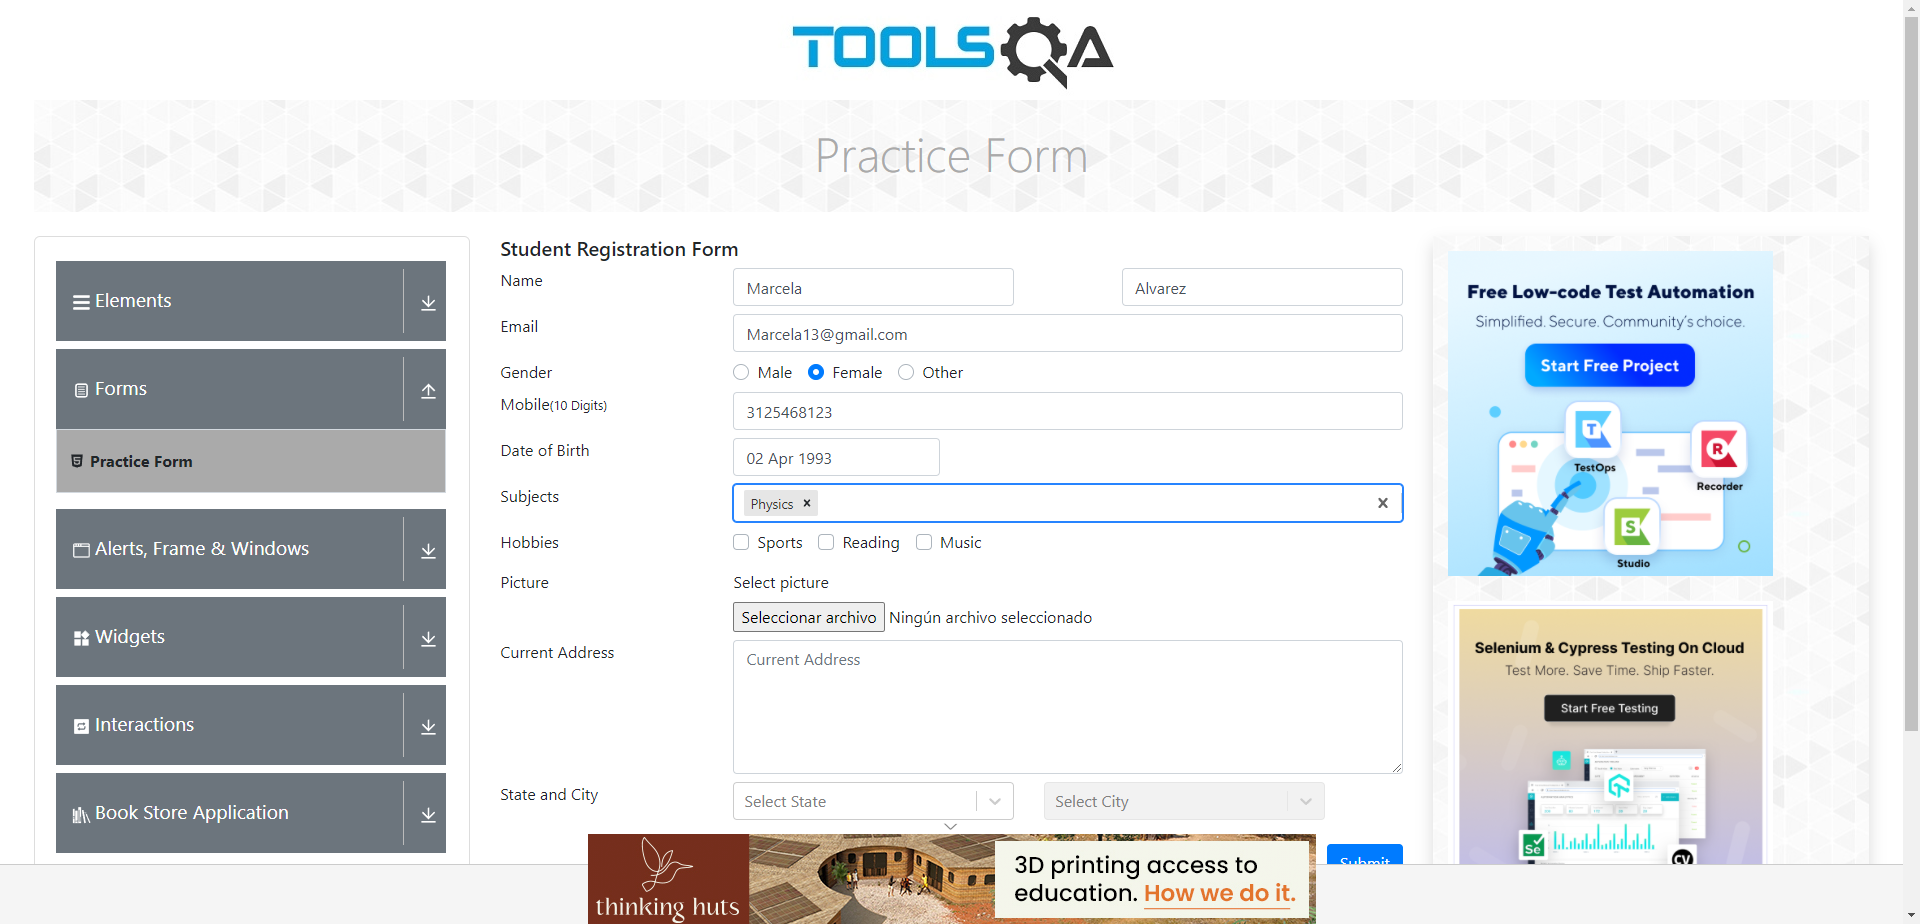 TOOLSQA
Practice Form
Elements
Forms
Practice Form
Alerts, Frame & Windows
Widgets
Interactions
Book Store Application
Student Registration Form
Name
Marcela
Alvarez
Email
Marcela13@gmail.com
Gender
Male
Female
Other
Mobile(10 Digits)
3125468123
Date of Birth
02 Apr 1993
Subjects
Physics
Hobbies
Sports
Reading
Music
Picture
Select picture
Seleccionar archivo Ningún archivo seleccionado
Current Address
Current Address
State and City
Select State
Select City
Submit
Free Low-code Test Automation
Simplified. Secure. Community's choice.
Start Free Project
T
TestOps
R
Recorder
S
Studio
Selenium & Cypress Testing On Cloud
Test More. Save Time. Ship Faster.
Start Free Testing
Se
CY
thinking huts
3D printing access to
education. How we do it.